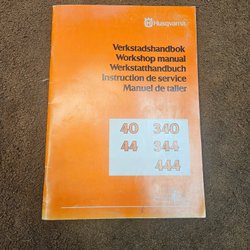 Husqvarna
Verkstadshandbok
Workshop manual
Werkstatthandbuch
Instruction de service
Manuel de taller
40 340
44 344
444